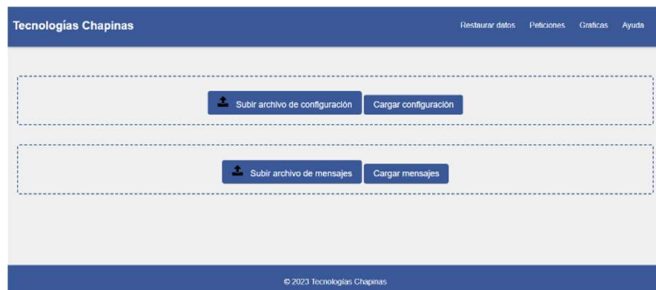 Tecnologías Chapinas
Restaurar datos Peticiones Graficas Ayuda
Subir archivo de configuración Cargar configuración
Subir archivo de mensajes Cargar mensajes
© 2023 Tecnologías Chapinas